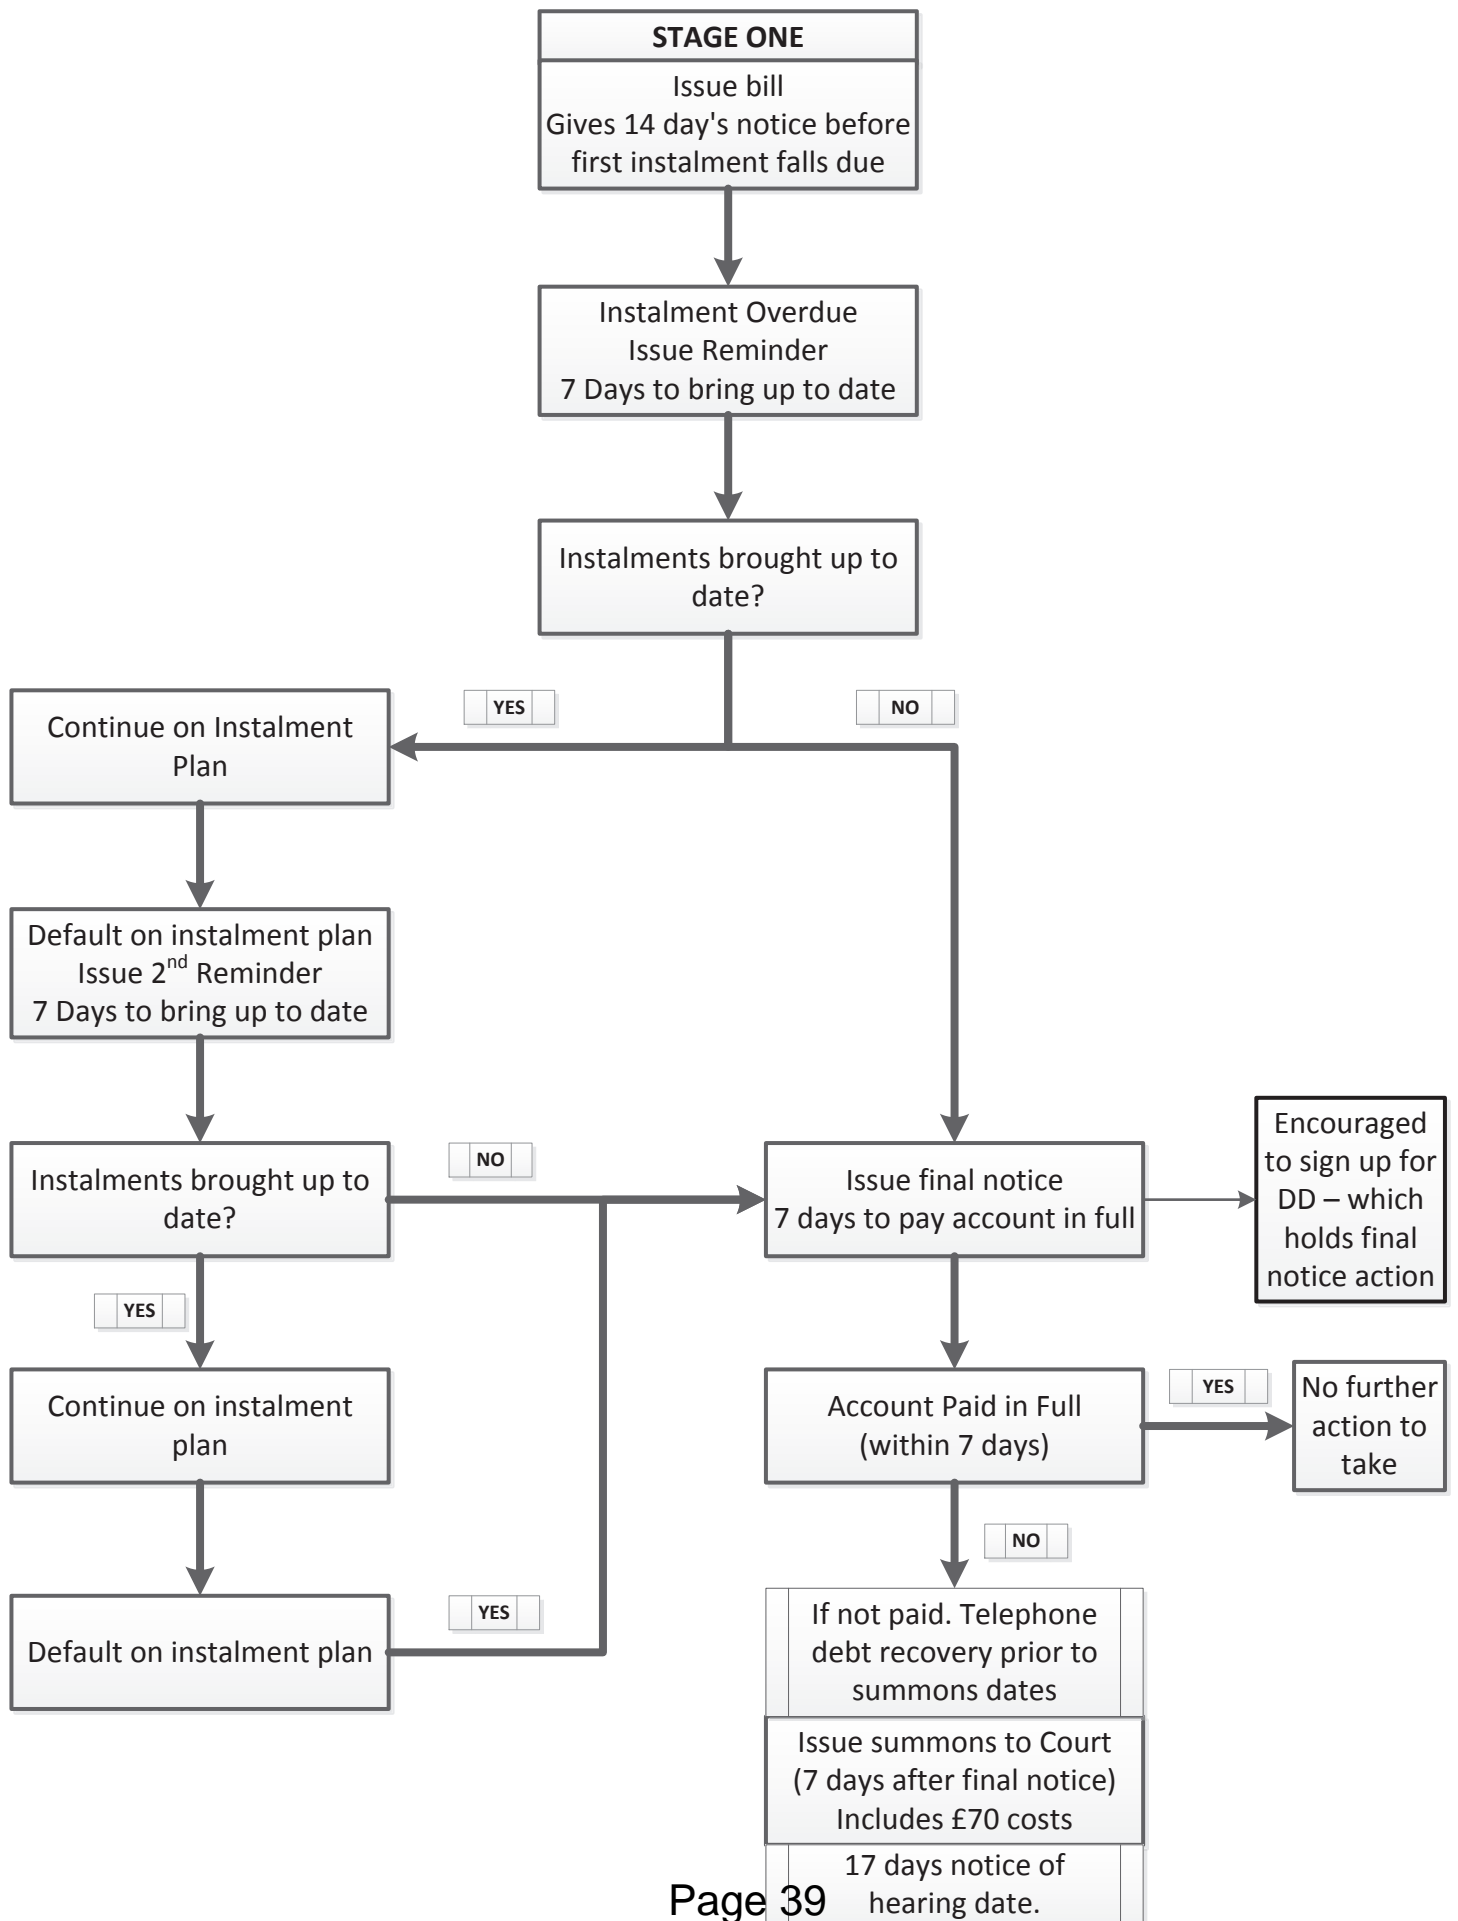 STAGE ONE
Issue bill
Gives 14 day's notice before
first instalment falls due
Instalment Overdue
Issue Reminder
7 Days to bring up to date
Instalments brought up to
date?
YES
NO
Continue on Instalment
Plan
Default on instalment plan
Issue 2nd Reminder
7 Days to bring up to date
Instalments brought up to
date?
NO
Issue final notice
7 days to pay account in full
Encouraged
to sign up for
DD – which
holds final
notice action
YES
Continue on instalment
plan
Account Paid in Full
(within 7 days)
YES
No further
action to
take
NO
Default on instalment plan
YES
If not paid. Telephone
debt recovery prior to
summons dates
Issue summons to Court
(7 days after final notice)
Includes £70 costs
17 days notice of
hearing date.
Page 39